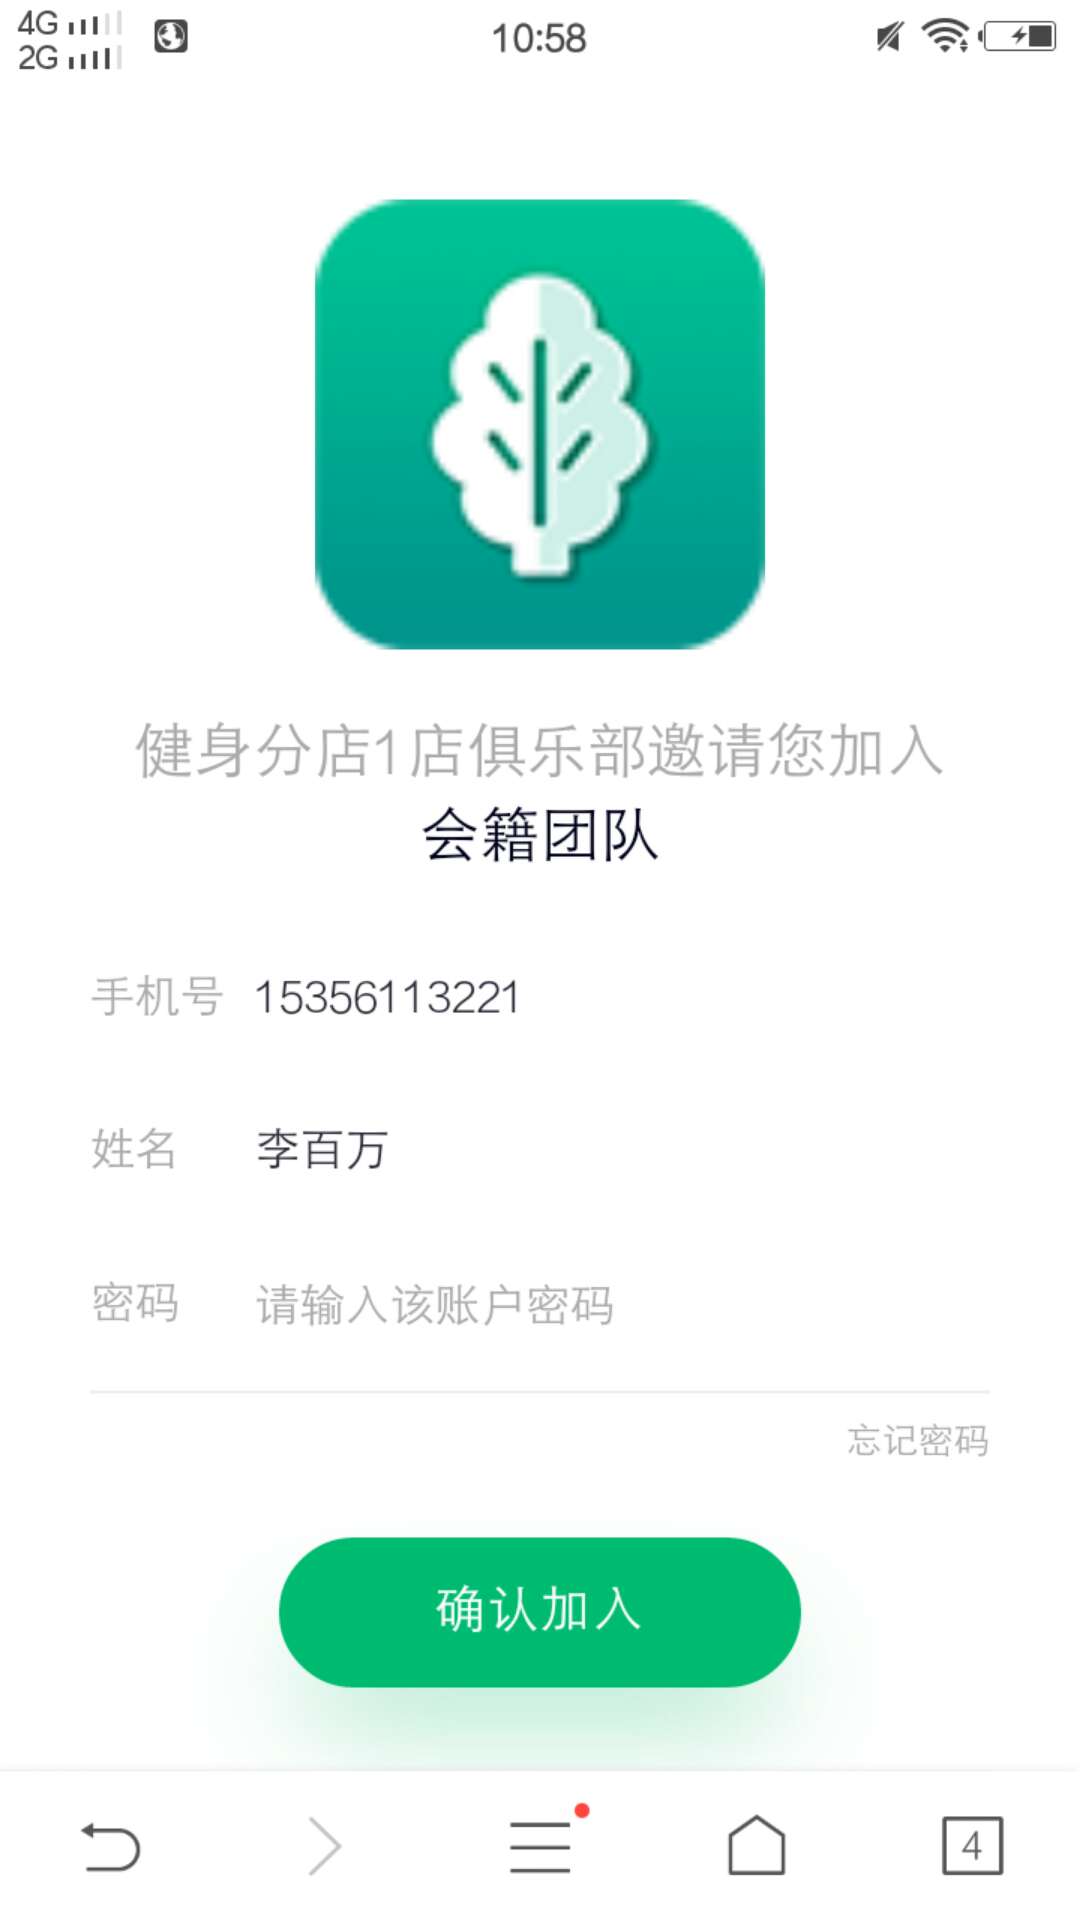 4G
2G
10:58
健身分店1店俱乐部邀请您加入
会籍团队
手机号 15356113221
姓名 李百万
密码 请输入该账户密码
忘记密码
确认加入
4